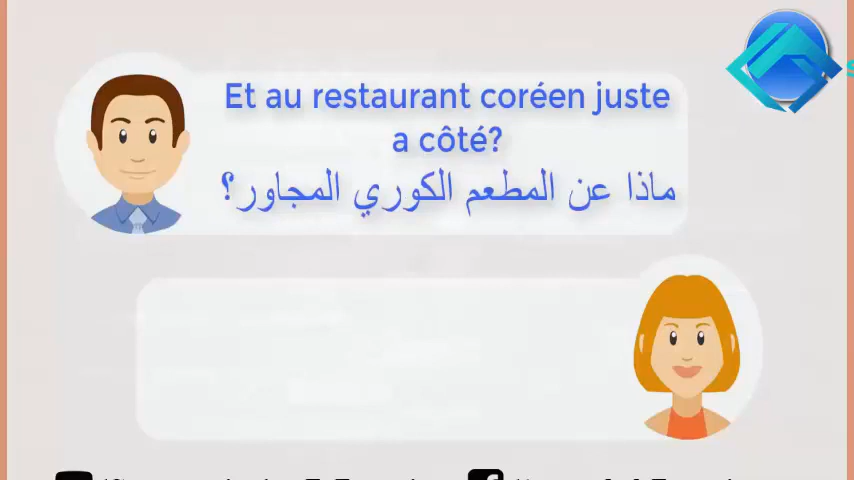 Et au restaurant coréen juste
a côté?
ماذا عن المطعم الكوري المجاور؟